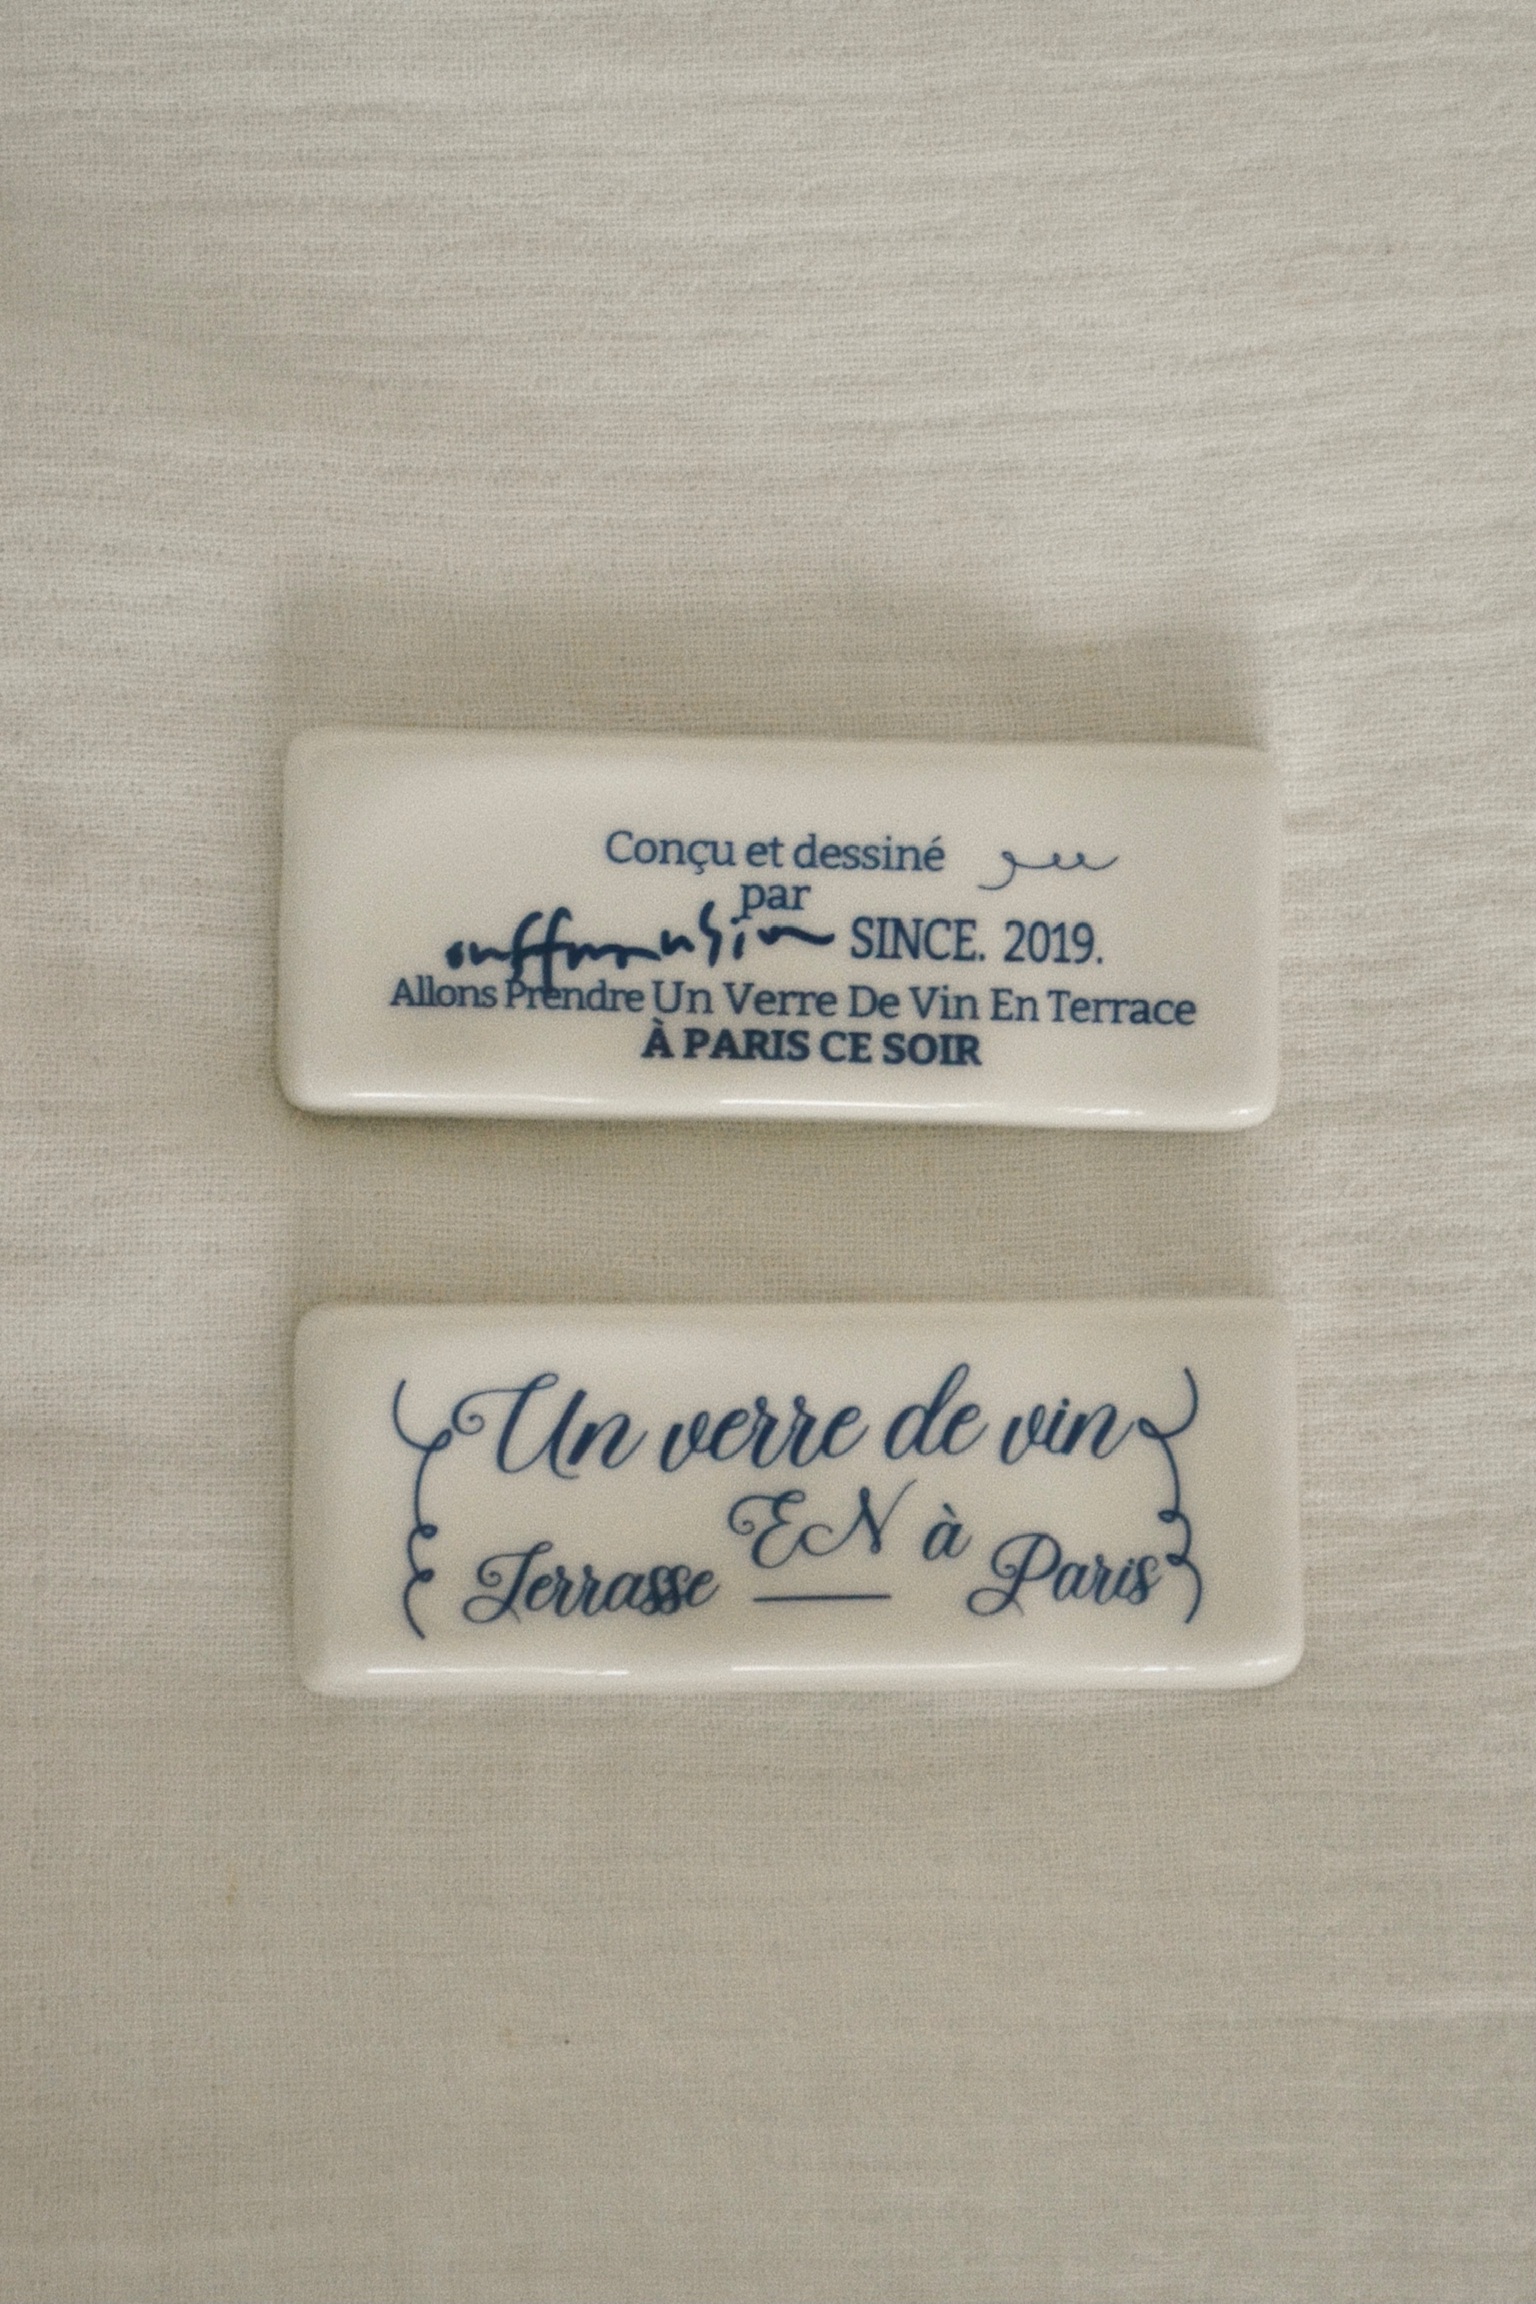 Conçu et dessiné
par
SINCE. 2019.
Allons Prendre Un Verre De Vin En Terrace
À PARIS CE SOIR
Un verre de vin
EN à
Terrasse Paris